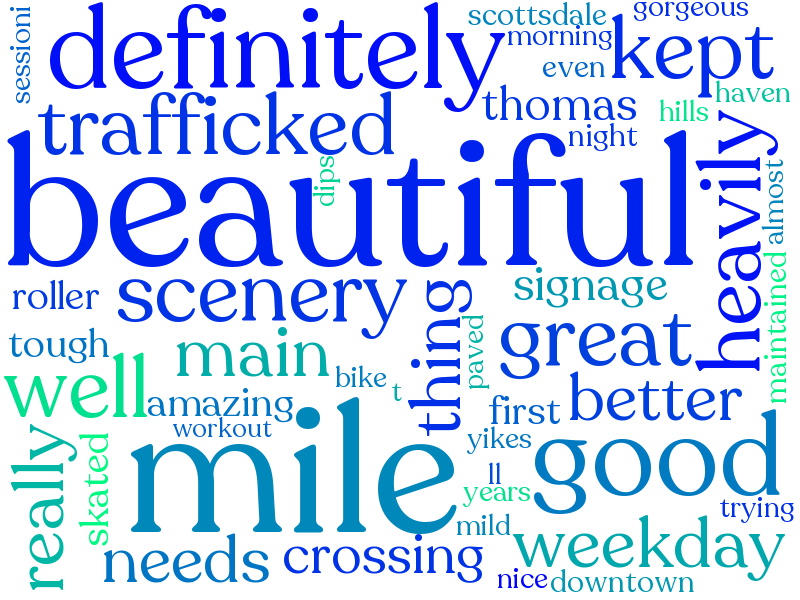 sessioni
definitely
scottsdale
gorgeous
morning
kept
even
haven
trafficked
thomas
hills
night
beautiful
dips
heavily
almost
roller
scenery
thing
signage
maintained
tough
main
paved
great
well
bike
t
amazing
first
better
workout
mile
yikes
good
really
skated
ll
years
trying
mild
needs
crossing
weekday
nice
downtown